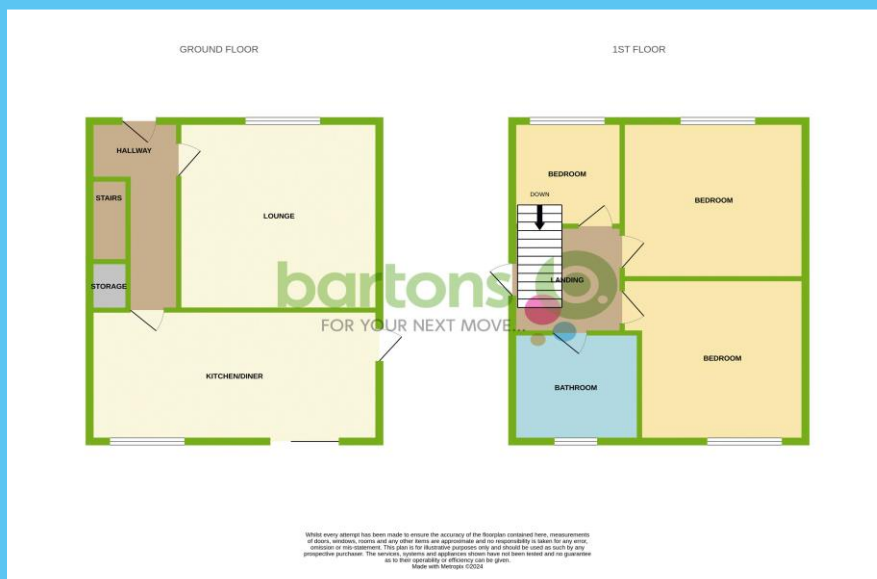 GROUND FLOOR
1ST FLOOR
HALLWAY
STAIRS
STORAGE
LOUNGE
KITCHEN/DINER
BEDROOM
DOWN
BEDROOM
LANDING
BEDROOM
BATHROOM
bartons
FOR YOUR NEXT MOVE...
Whilst every attempt has been made to ensure the accuracy of the floorplan contained here, measurements
of doors, windows, rooms and any other items are approximate and no responsibility is taken for any error,
omission or mis-statement. This plan is for illustrative purposes only and should be used as such by any
prospective purchaser. The services, systems and appliances shown have not been tested and no guarantee
as to their operability or efficiency can be given.
Made with Metropix ©2024